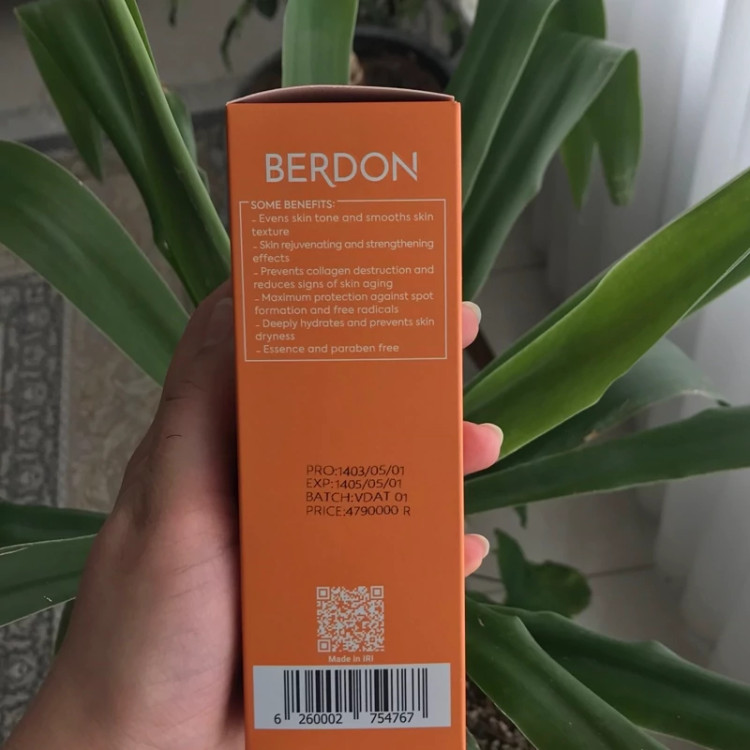 BERDON
SOME BENEFITS:
- Evens skin tone and smooths skin
texture
- Skin rejuvenating and strengthening
effects
- Prevents collagen destruction and
reduces signs of skin aging
- Maximum protection against spot
formation and free radicals
- Deeply hydrates and prevents skin
dryness
- Essence and paraben free
PRO:1403/05/01
EXP:1405/05/01
BATCH:VDAT 01
PRICE:4790000 R
Made in IRI
6 260002 754767